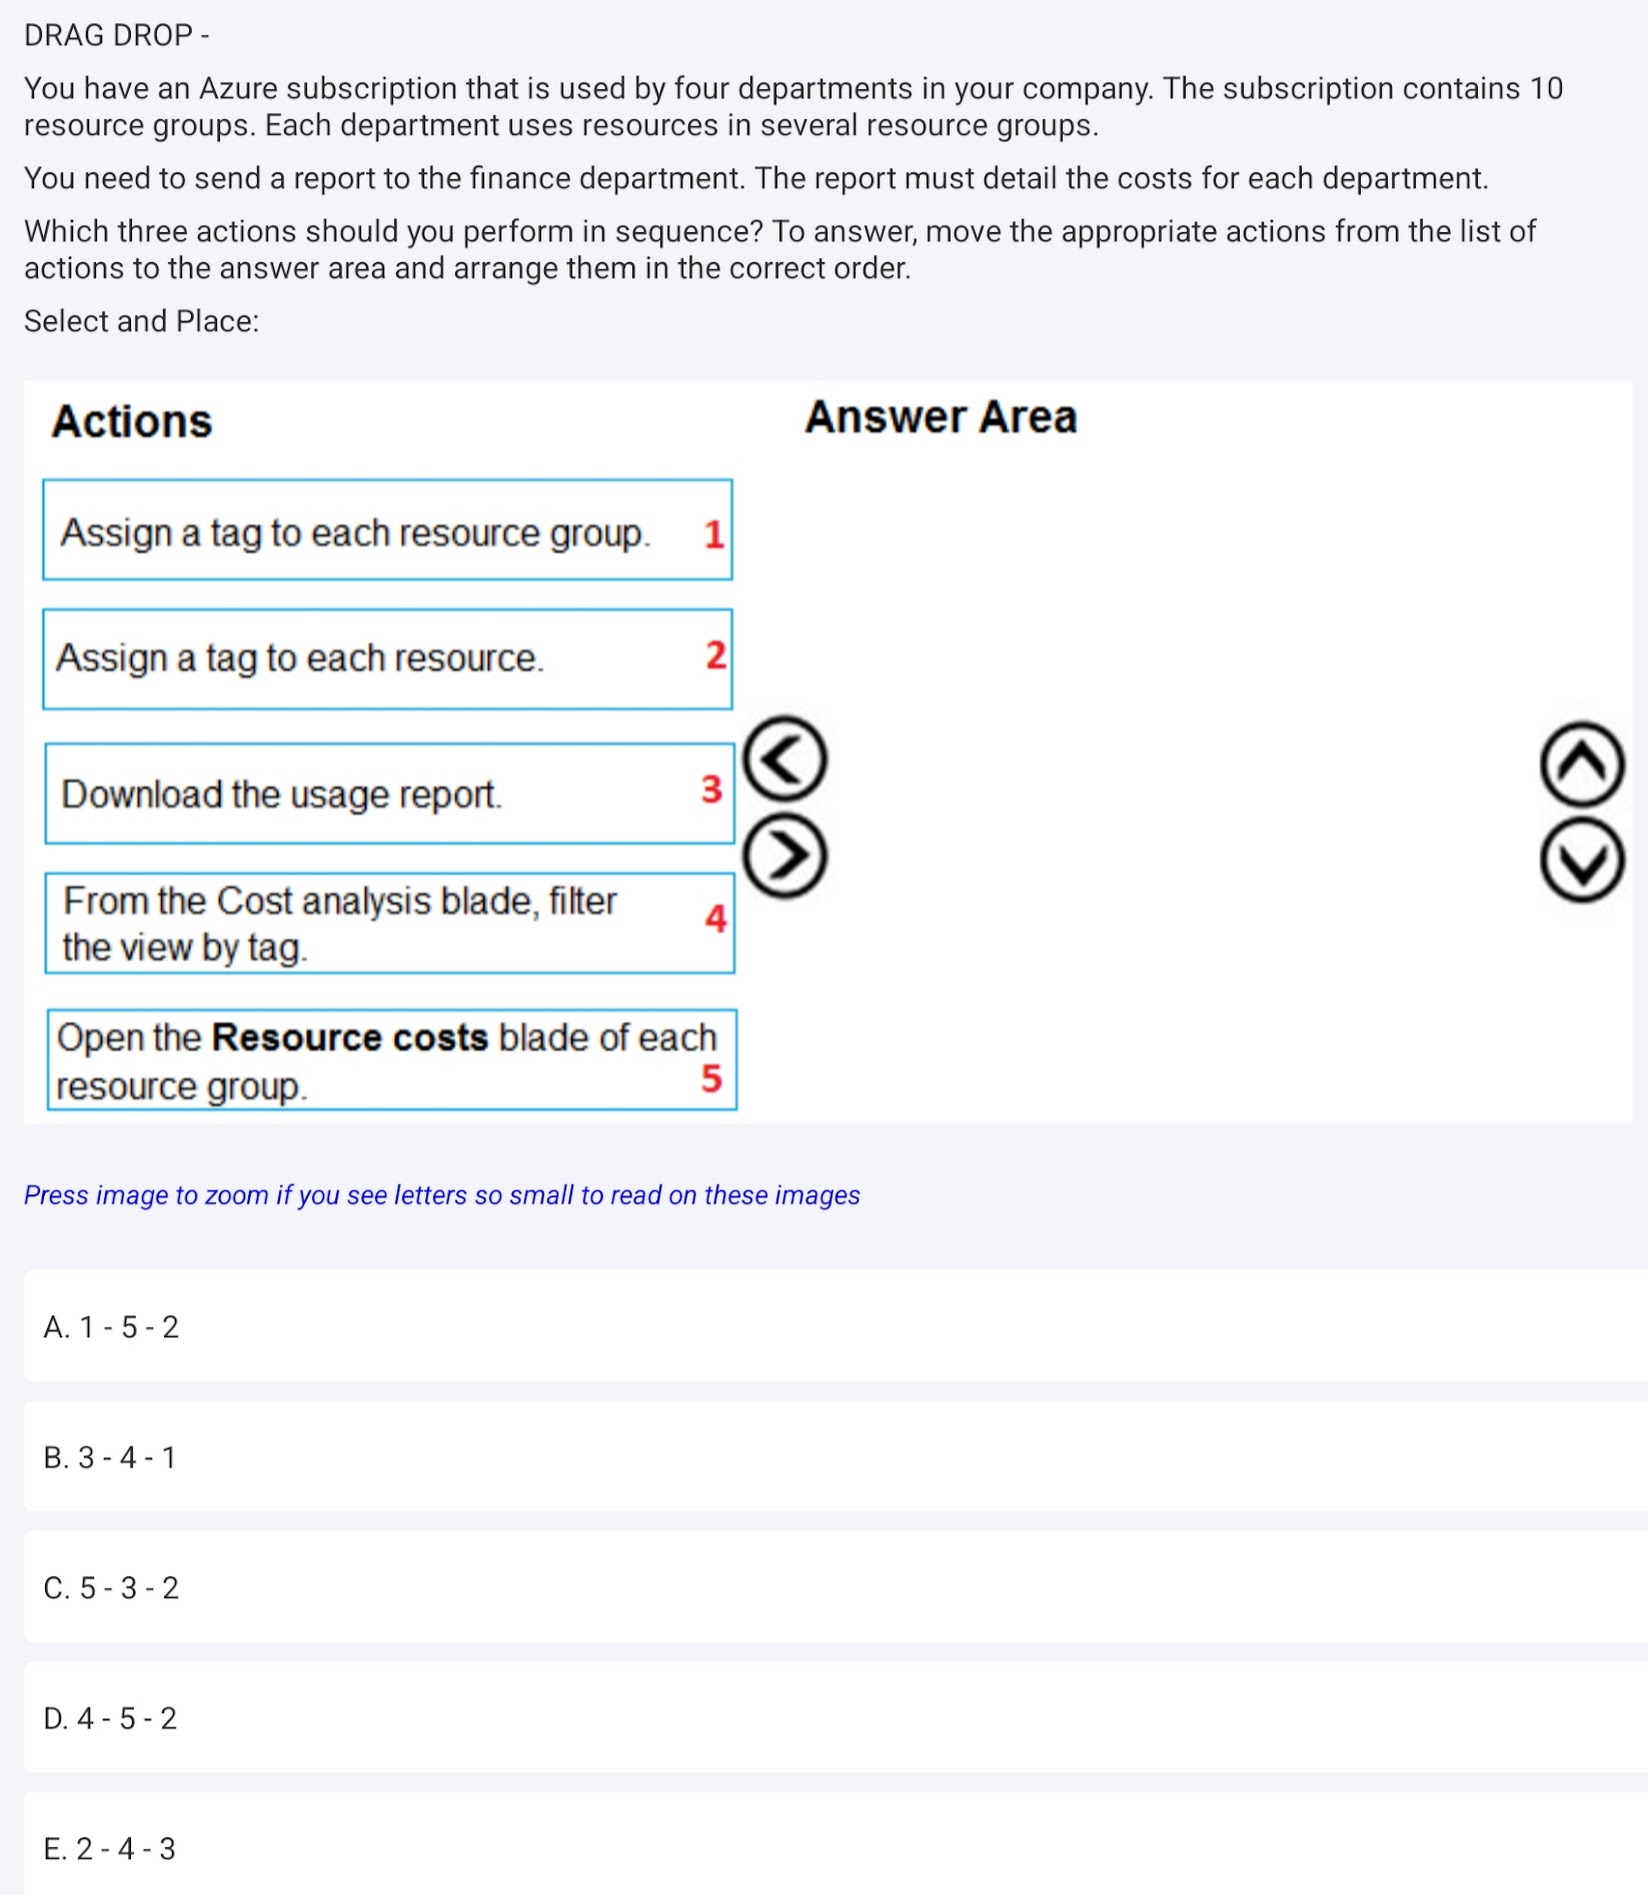 DRAG DROP -
You have an Azure subscription that is used by four departments in your company. The subscription contains 10
resource groups. Each department uses resources in several resource groups.
You need to send a report to the finance department. The report must detail the costs for each department.
Which three actions should you perform in sequence? To answer, move the appropriate actions from the list of
actions to the answer area and arrange them in the correct order.
Select and Place:
Actions
Answer Area
Assign a tag to each resource group. 1
Assign a tag to each resource. 2
Download the usage report. 3
From the Cost analysis blade, filter
the view by tag. 4
Open the Resource costs blade of each
resource group. 5
Press image to zoom if you see letters so small to read on these images
A. 1 - 5 - 2
B. 3 - 4 - 1
C. 5 - 3 - 2
D. 4 - 5 - 2
E. 2 - 4 - 3